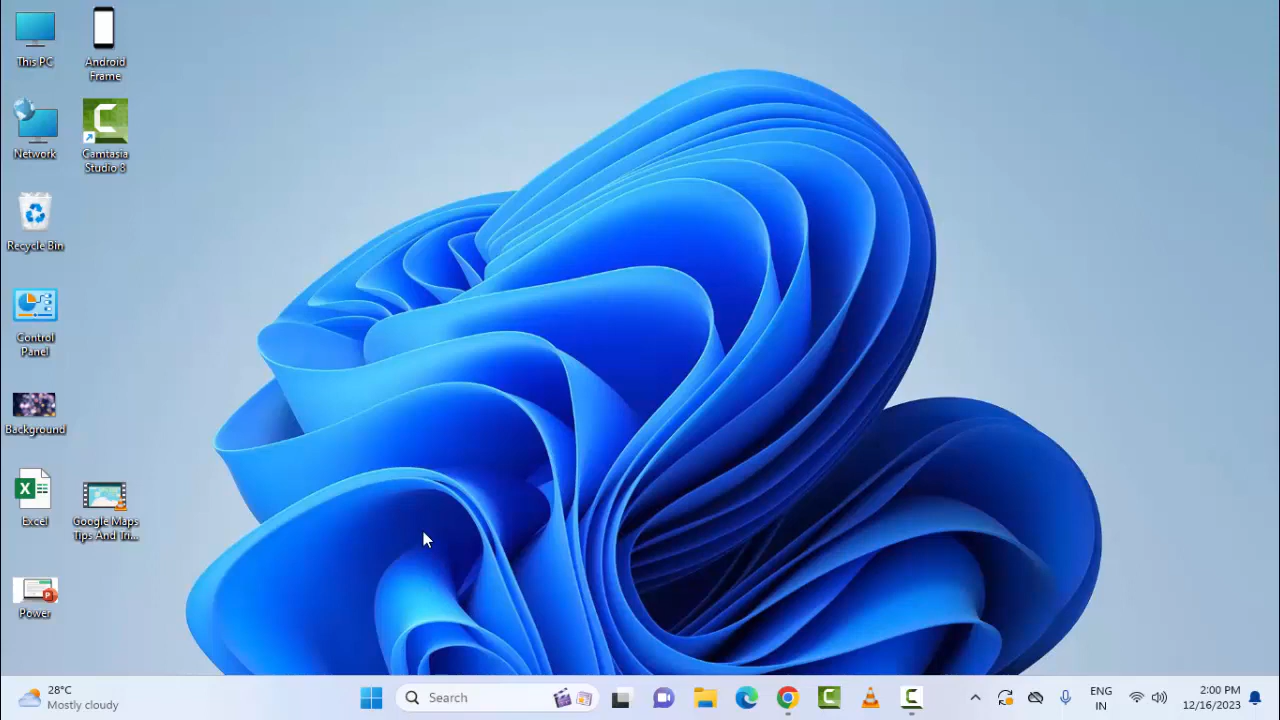 This PC
Android
Frame
Network
Camtasia
Studio 8
Recycle Bin
Control
Panel
Background
Excel
Google Maps
Tips And Tri...
Power
28°C
Mostly cloudy
Search
ENG
IN
2:00 PM
12/16/2023